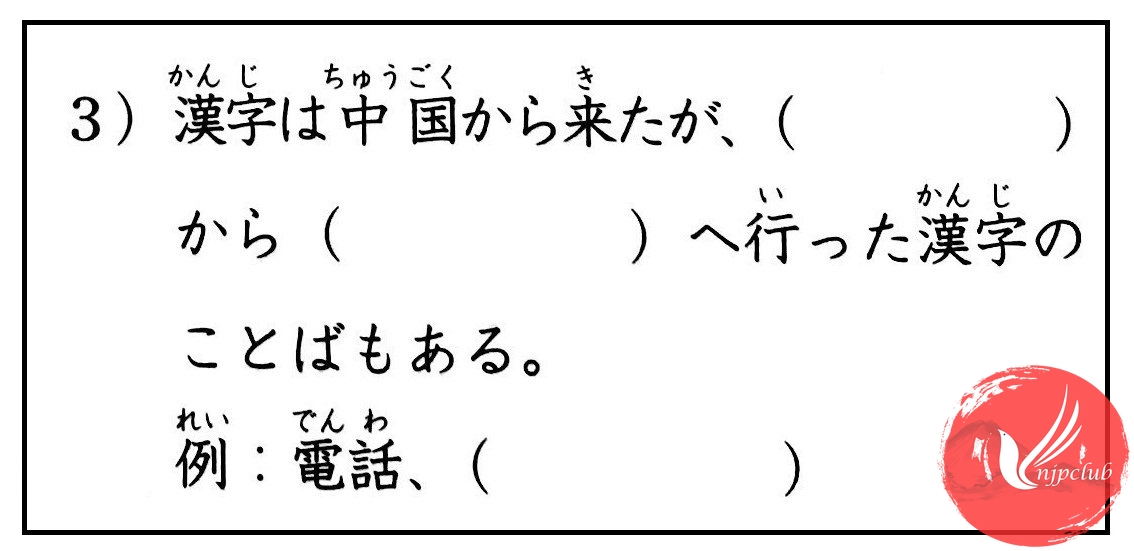 かん じ ちゅうごく き
3）漢字は中国から来たが、（ ）
い かん じ
から（ ）へ行った漢字の
ことばもある。
れい でん わ
例：電話、（ ）
njpclub